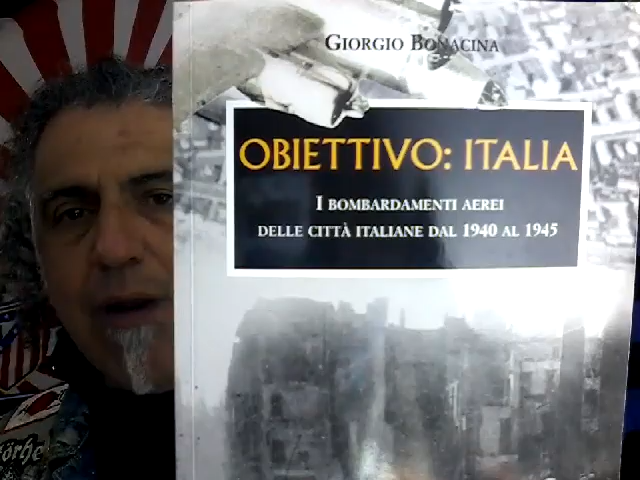 GIORGIO BONACINA
OBIETTIVO: ITALIA
I BOMBARDAMENTI AEREI
DELLE CITTÀ ITALIANE DAL 1940 AL 1945